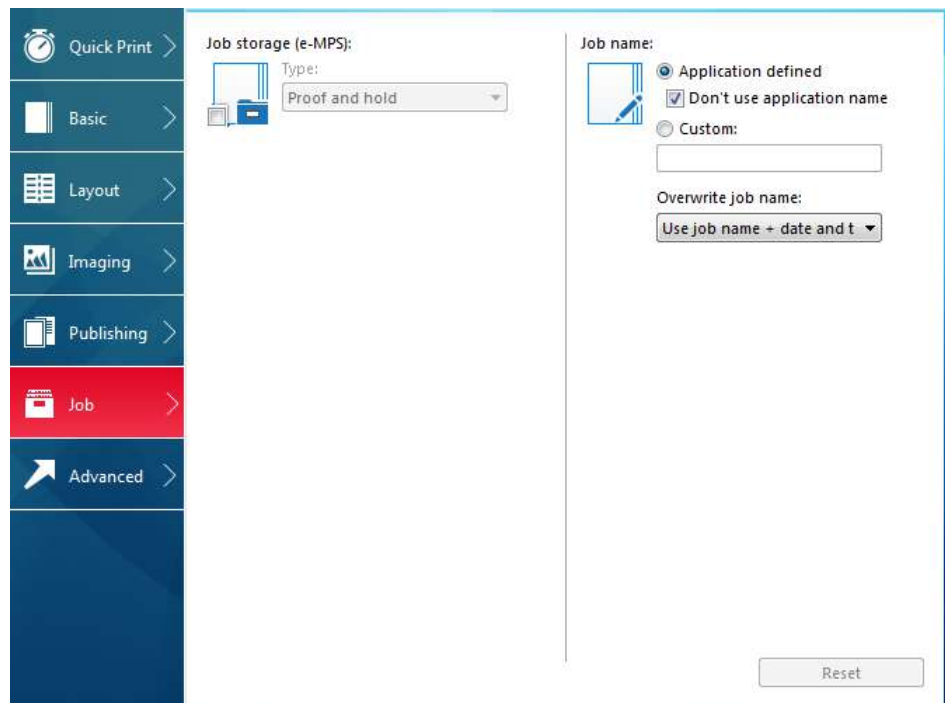 Quick Print
Basic
Layout
Imaging
Publishing
Job
Advanced
Job storage (e-MPS):
Type:
Proof and hold
Job name:
Application defined
Don't use application name
Custom:
Overwrite job name:
Use job name + date and t
Reset